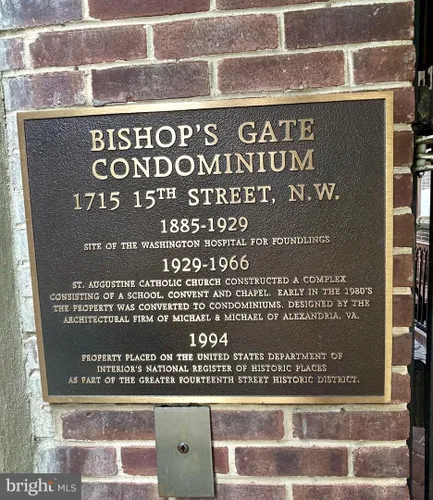 BISHOP'S GATE
CONDOMINIUM
1715 15TH STREET, N.W.
1885-1929
SITE OF THE WASHINGTON HOSPITAL FOR FOUNDLINGS
1929-1966
ST. AUGUSTINE CATHOLIC CHURCH CONSTRUCTED A COMPLEX
CONSISTING OF A SCHOOL, CONVENT AND CHAPEL. EARLY IN THE 1980'S
THE PROPERTY WAS CONVERTED TO CONDOMINIUMS. DESIGNED BY THE
ARCHITECTURAL FIRM OF MICHAEL & MICHAEL OF ALEXANDRIA, VA.
1994
PROPERTY PLACED ON THE UNITED STATES DEPARTMENT OF
INTERIOR'S NATIONAL REGISTER OF HISTORIC PLACES
AS PART OF THE GREATER FOURTEENTH STREET HISTORIC DISTRICT.
bright MLS